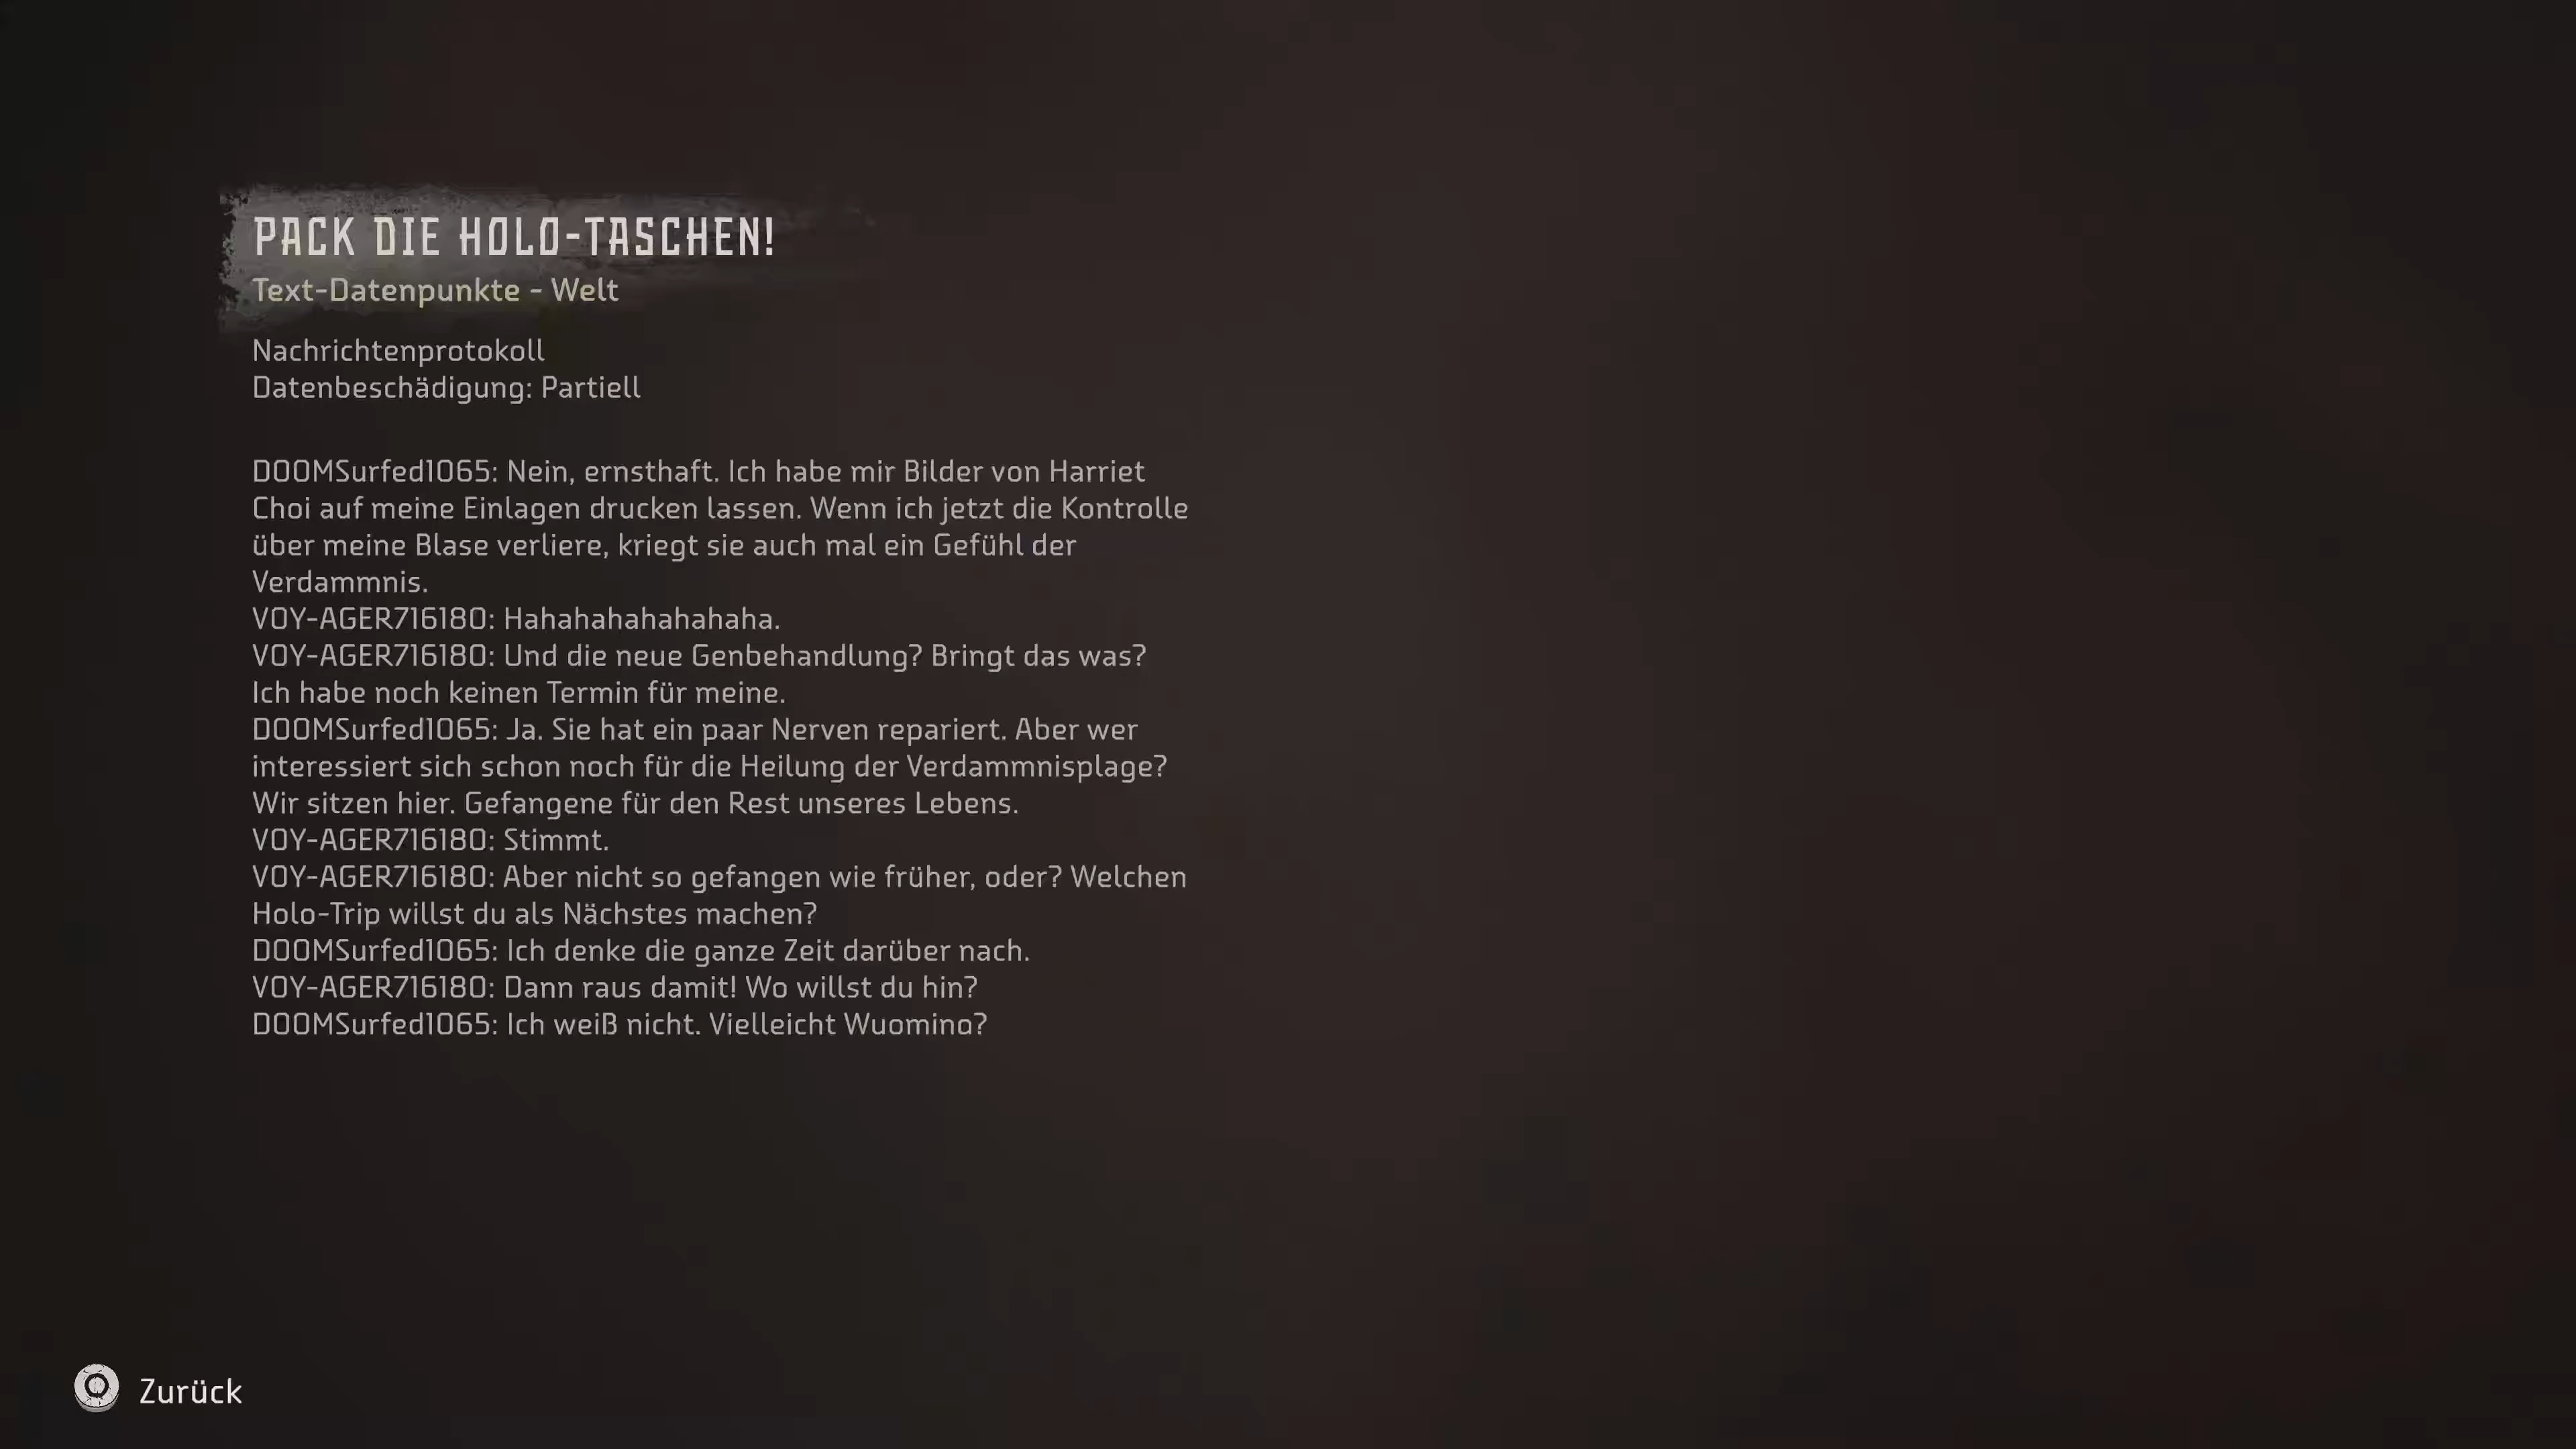 PACK DIE HOLO-TASCHEN!
Text-Datenpunkte - Welt
Nachrichtenprotokoll
Datenbeschädigung: Partiell
DOOMSurfed1065: Nein, ernsthaft. Ich habe mir Bilder von Harriet
Choi auf meine Einlagen drucken lassen. Wenn ich jetzt die Kontrolle
über meine Blase verliere, kriegt sie auch mal ein Gefühl der
Verdammnis.
VOY-AGER716180: Hahahahahahahaha.
VOY-AGER716180: Und die neue Genbehandlung? Bringt das was?
Ich habe noch keinen Termin für meine.
DOOMSurfed1065: Ja. Sie hat ein paar Nerven repariert. Aber wer
interessiert sich schon noch für die Heilung der Verdammnisplage?
Wir sitzen hier. Gefangene für den Rest unseres Lebens.
VOY-AGER716180: Stimmt.
VOY-AGER716180: Aber nicht so gefangen wie früher, oder? Welchen
Holo-Trip willst du als Nächstes machen?
DOOMSurfed1065: Ich denke die ganze Zeit darüber nach.
VOY-AGER716180: Dann raus damit! Wo willst du hin?
DOOMSurfed1065: Ich weiß nicht. Vielleicht Wuomina?
Zurück